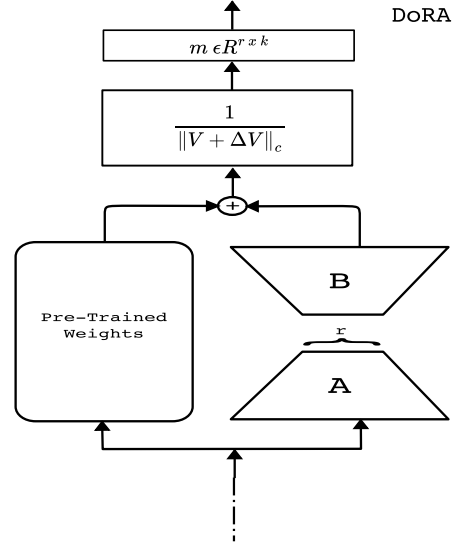 DoRA
m ϵR^{r x k}
1
‖V + ΔV‖_c
+
B
Pre-Trained
Weights
r
A